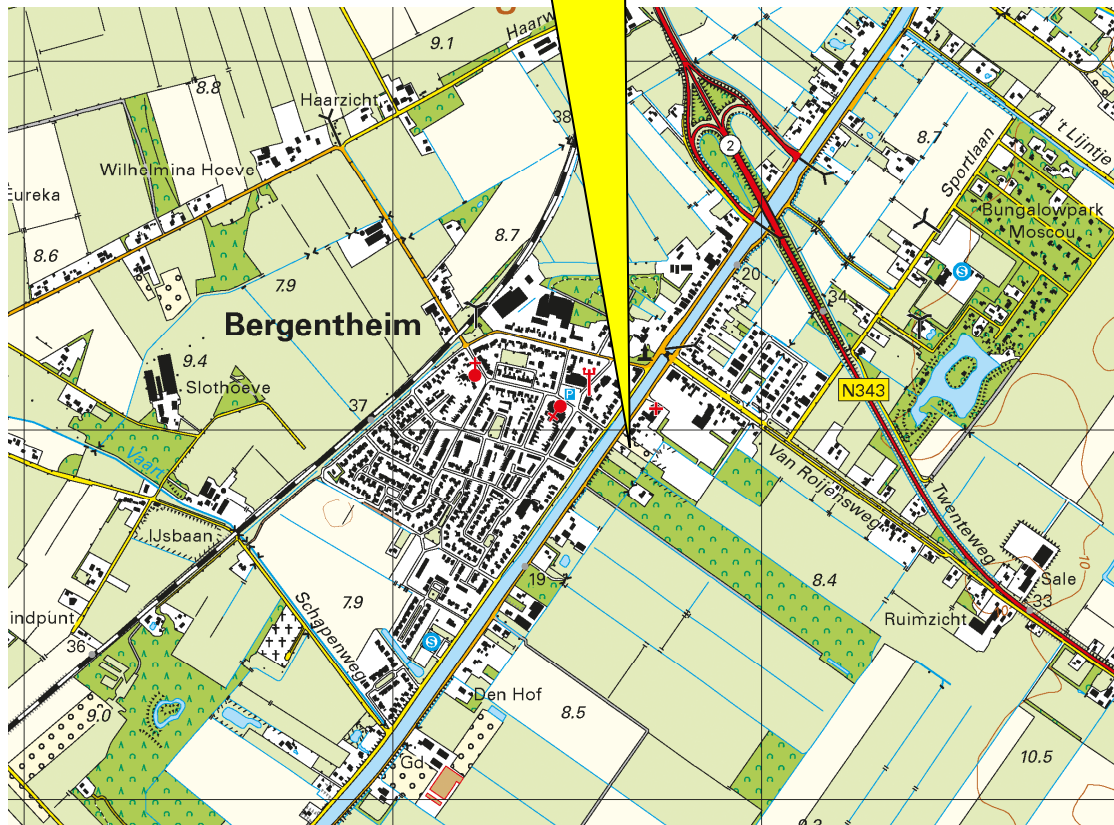 9.1
Haarw
8.8
Haarzicht
38
2
8.7
't Lijntje
Sportlaan
Wilhelmina Hoeve
Eureka
Bungalowpark
Moscou
8.6
8.7
S
20
7.9
34
Bergentheim
9.4
Slothoeve
P
N343
37
Vaart
Van Roijensweg
Twenteweg
IJsbaan
19
8.4
10
Sale
7.9
Schapenweg
indpunt
10
33
Ruimzicht
36
S
Den Hof
9.0
8.5
Gd
10.5